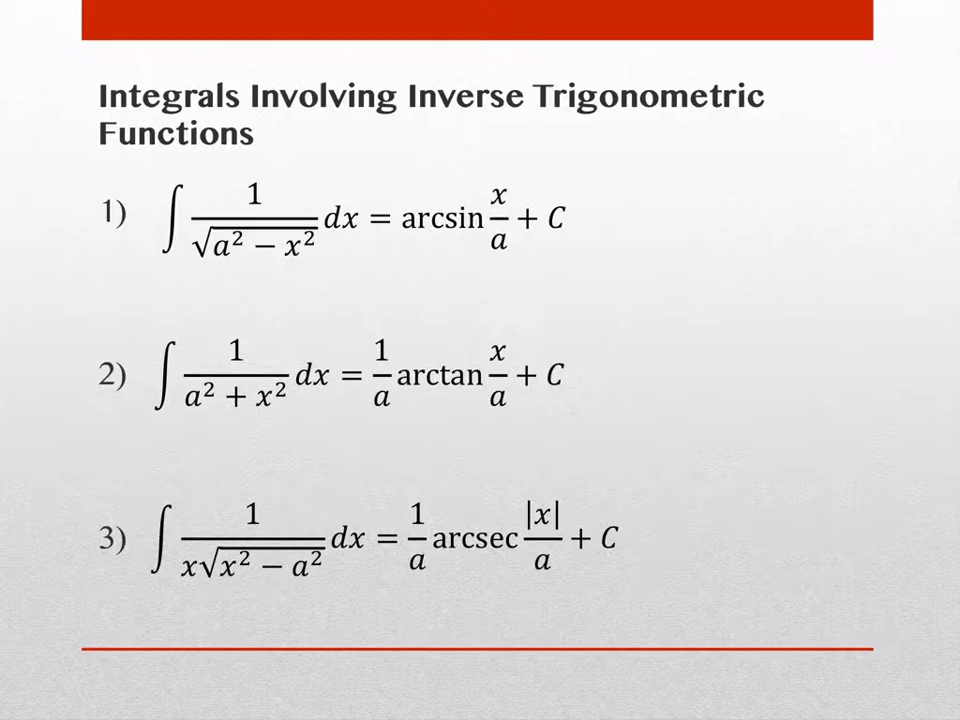 Integrals Involving Inverse Trigonometric
Functions
1) ∫ 1/√(a² − x²) dx = arcsin x/a + C
2) ∫ 1/(a² + x²) dx = 1/a arctan x/a + C
3) ∫ 1/(x√(x² − a²)) dx = 1/a arcsec |x|/a + C